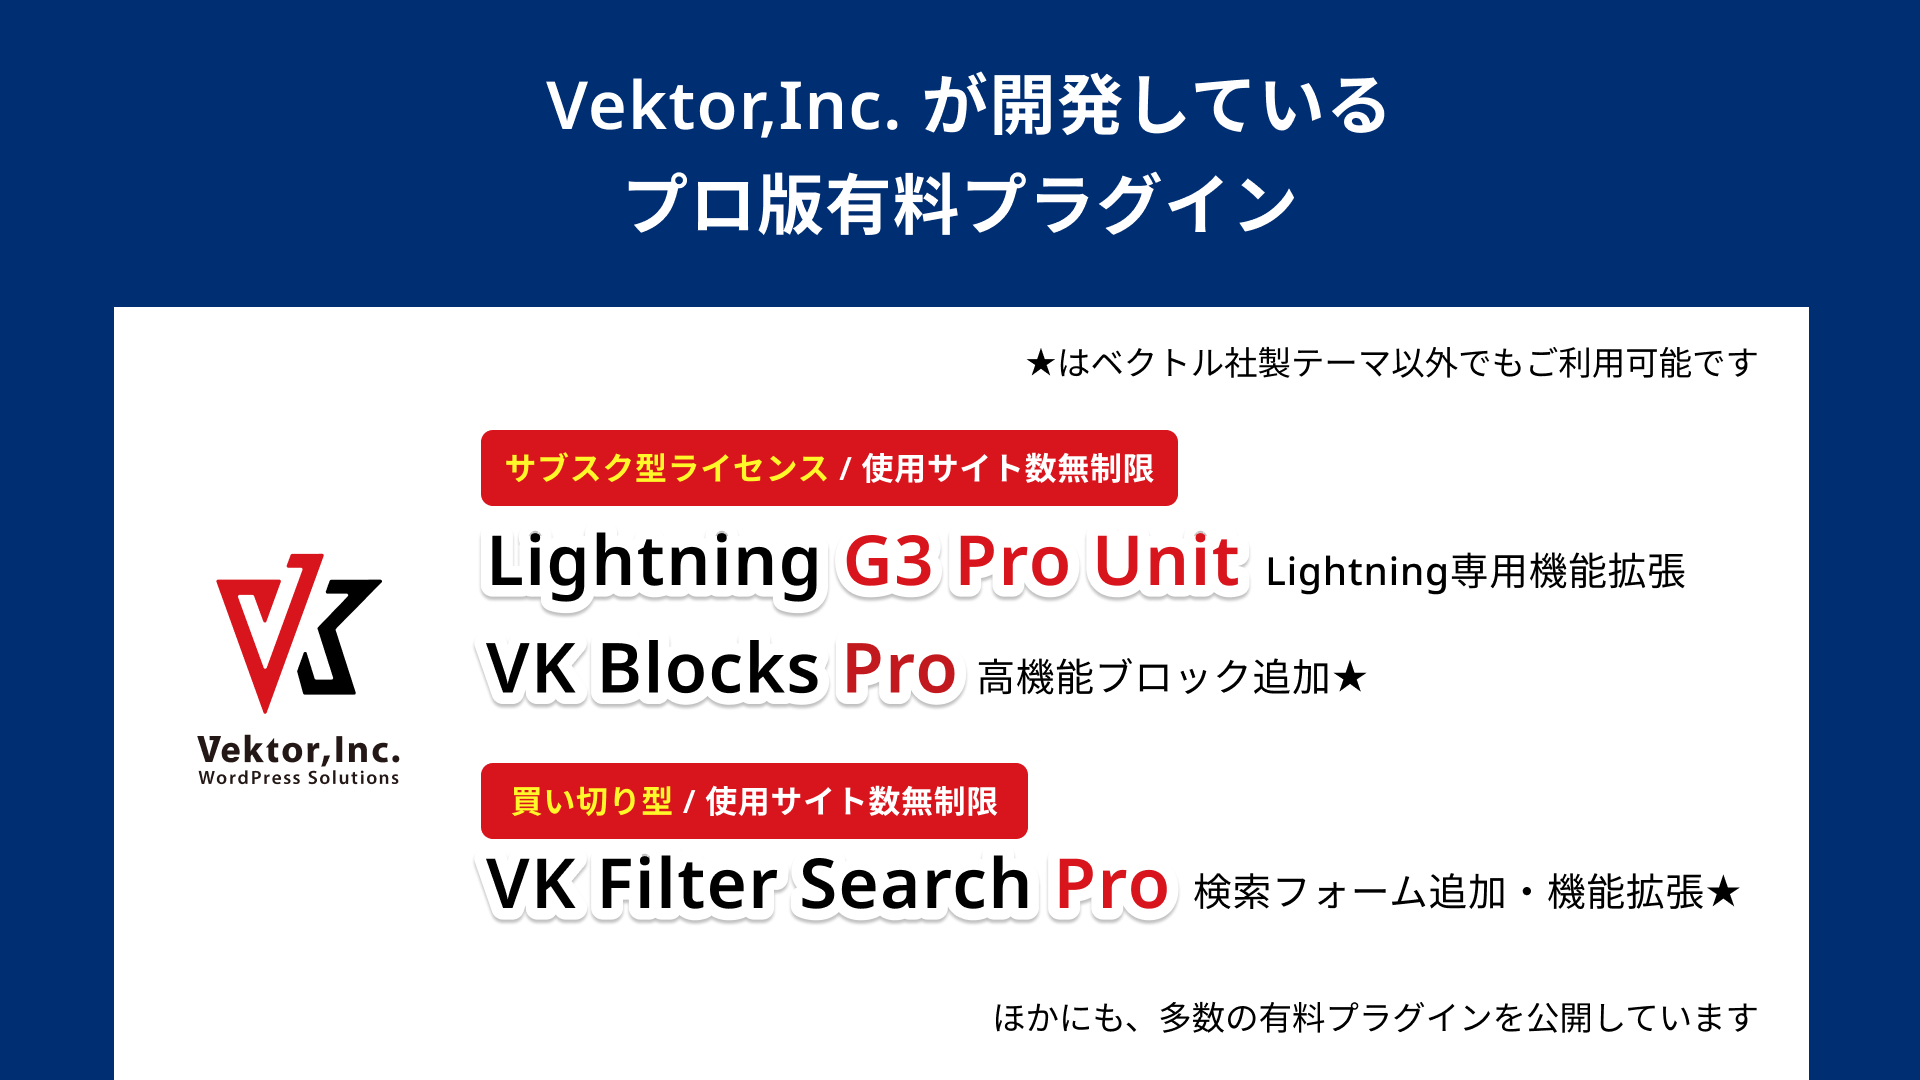 Vektor,Inc. が開発している
プロ版有料プラグイン
★はベクトル社製テーマ以外でもご利用可能です
サブスク型ライセンス / 使用サイト数無制限
Lightning G3 Pro Unit Lightning専用機能拡張
VK Blocks Pro 高機能ブロック追加★
VK
Vektor,Inc.
WordPress Solutions
買い切り型 / 使用サイト数無制限
VK Filter Search Pro 検索フォーム追加・機能拡張★
ほかにも、多数の有料プラグインを公開しています